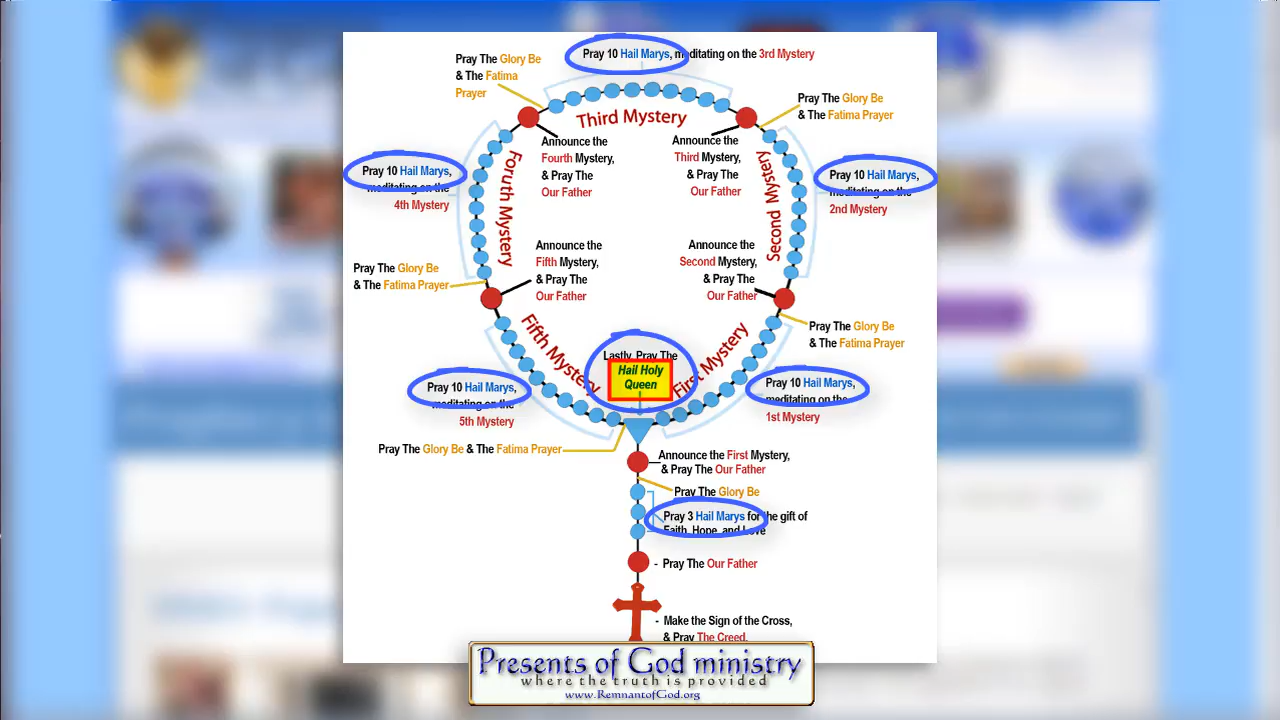 Pray 10 Hail Marys, meditating on the 3rd Mystery
Pray The Glory Be
& The Fatima
Prayer
Pray The Glory Be
& The Fatima Prayer
Third Mystery
Announce the
Fourth Mystery,
& Pray The
Our Father
Announce the
Third Mystery,
& Pray The
Our Father
Pray 10 Hail Marys,
meditating on the
4th Mystery
Foruth Mystery
Second Mystery
Pray 10 Hail Marys,
meditating on the
2nd Mystery
Announce the
Fifth Mystery,
& Pray The
Our Father
Announce the
Second Mystery,
& Pray The
Our Father
Pray The Glory Be
& The Fatima Prayer
Pray The Glory Be
& The Fatima Prayer
Fifth Mystery
First Mystery
Lastly, Pray The
Hail Holy
Queen
Pray 10 Hail Marys,
meditating on the
5th Mystery
Pray 10 Hail Marys,
meditating on the
1st Mystery
Pray The Glory Be & The Fatima Prayer
Announce the First Mystery,
& Pray The Our Father
Pray The Glory Be
Pray 3 Hail Marys for the gift of
Faith, Hope, and Love
- Pray The Our Father
- Make the Sign of the Cross,
& Pray The Creed.
Presents of God ministry
where the truth is provided
www.RemnantofGod.org